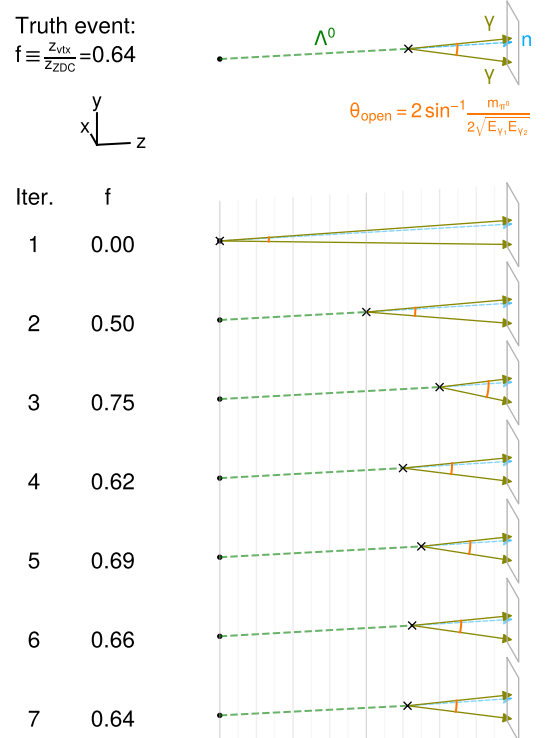 Truth event:
f ≡ z_vtx/z_ZDC = 0.64
Λ⁰
γ
n
γ
θ_open = 2 sin⁻¹ m_π⁰ / 2√(E_γ₁ E_γ₂)
y
x
z
Iter. f
1 0.00
2 0.50
3 0.75
4 0.62
5 0.69
6 0.66
7 0.64